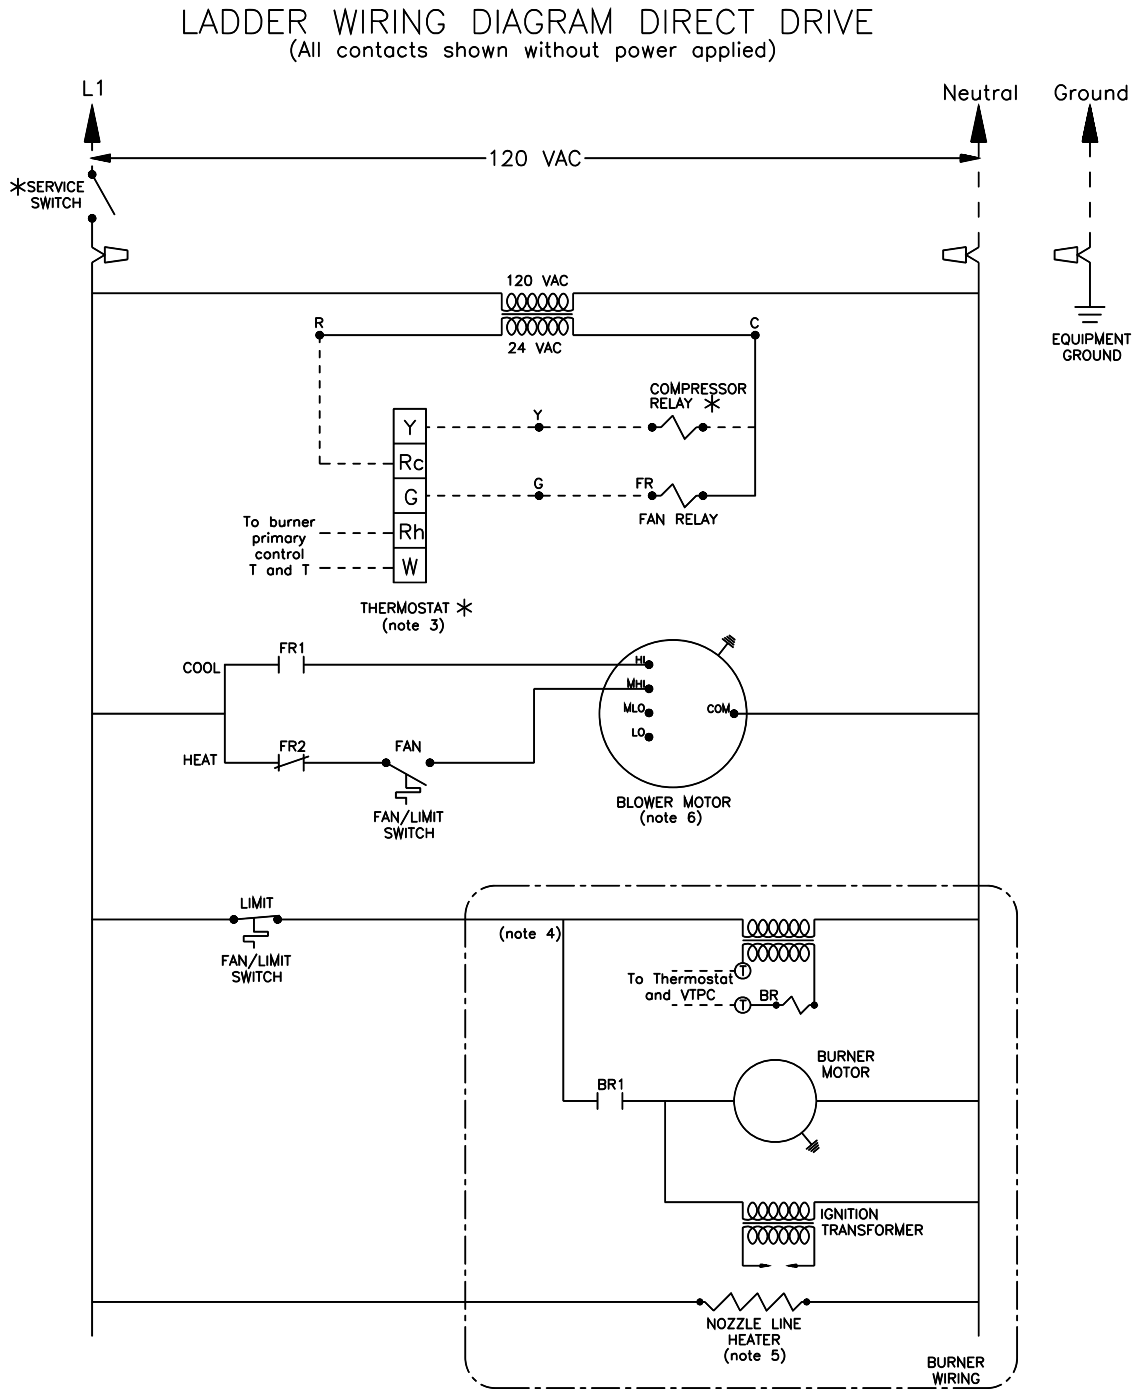 LADDER WIRING DIAGRAM DIRECT DRIVE
(All contacts shown without power applied)
L1
Neutral
Ground
120 VAC
*SERVICE
SWITCH
120 VAC
R
C
24 VAC
EQUIPMENT
GROUND
COMPRESSOR
RELAY *
Y
Y
Rc
G
G
FR
FAN RELAY
To burner
primary
control
T and T
Rh
W
THERMOSTAT *
(note 3)
FR1
COOL
HI
MHI
MLO
COM
LO
HEAT
FR2
FAN
FAN/LIMIT
SWITCH
BLOWER MOTOR
(note 6)
LIMIT
FAN/LIMIT
SWITCH
(note 4)
To Thermostat
and VTPC
T
T
BR
BURNER
MOTOR
BR1
IGNITION
TRANSFORMER
NOZZLE LINE
HEATER
(note 5)
BURNER
WIRING